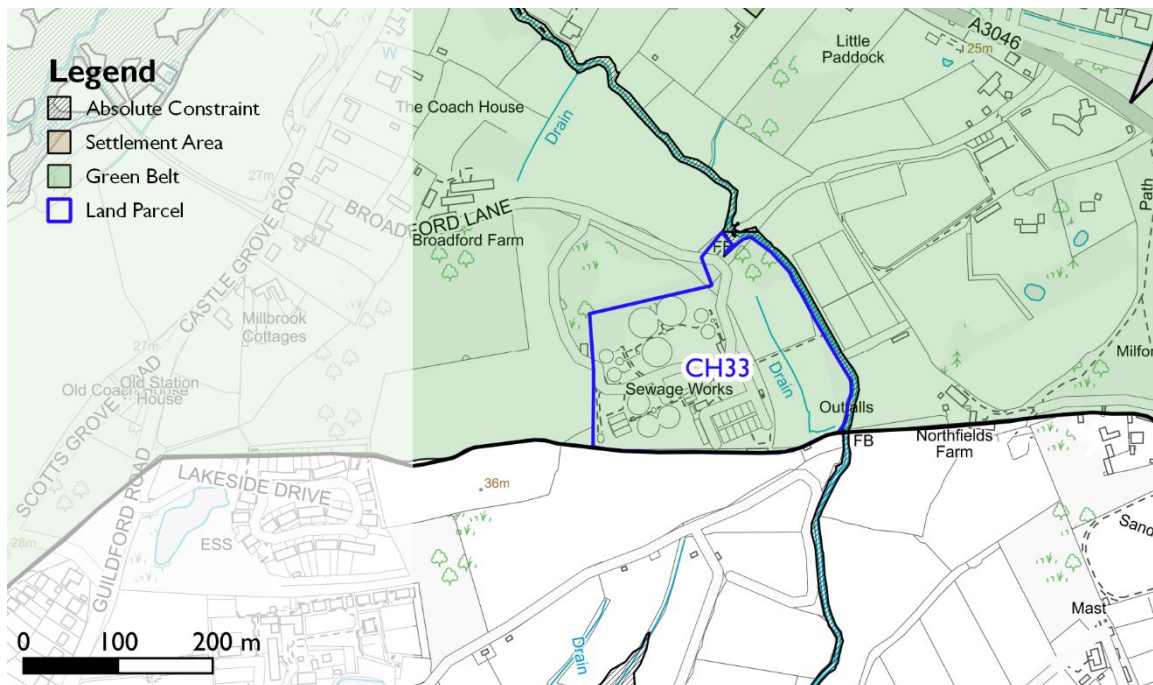 Legend
Absolute Constraint
Settlement Area
Green Belt
Land Parcel
W
A3046
25m
Little
Paddock
The Coach House
Drain
Drain
27m
CASTLE GROVE ROAD
BROADFORD LANE
Broadford Farm
Path
Millbrook
Cottages
27m
Old Coach House
Old Station
House
SCOTTS GROVE ROAD
CH33
Sewage Works
Drain
Outfalls
FB
Northfields
Farm
Milfor
LAKESIDE DRIVE
36m
ESS
28m
GUILDFORD ROAD
Sand
Mast
Drain
0 100 200 m